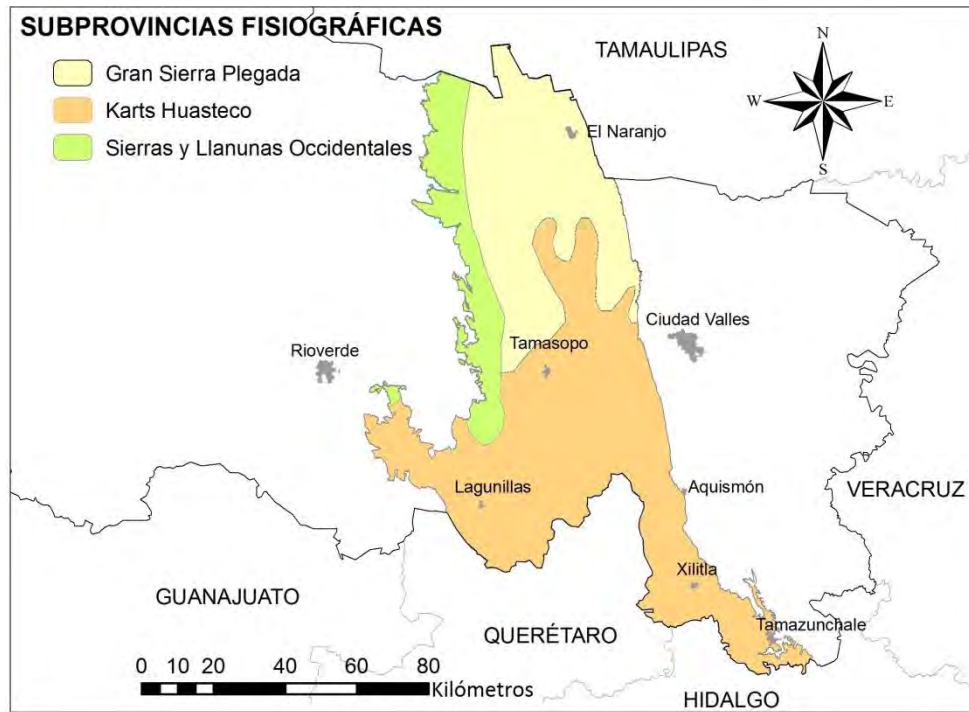 SUBPROVINCIAS FISIOGRÁFICAS
Gran Sierra Plegada
Karts Huasteco
Sierras y Llanunas Occidentales
TAMAULIPAS
N
W
E
S
El Naranjo
Ciudad Valles
Rioverde
Tamasopo
Lagunillas
Aquismón
VERACRUZ
Xilitla
GUANAJUATO
QUERÉTARO
Tamazunchale
HIDALGO
0 10 20 40 60 80
Kilómetros